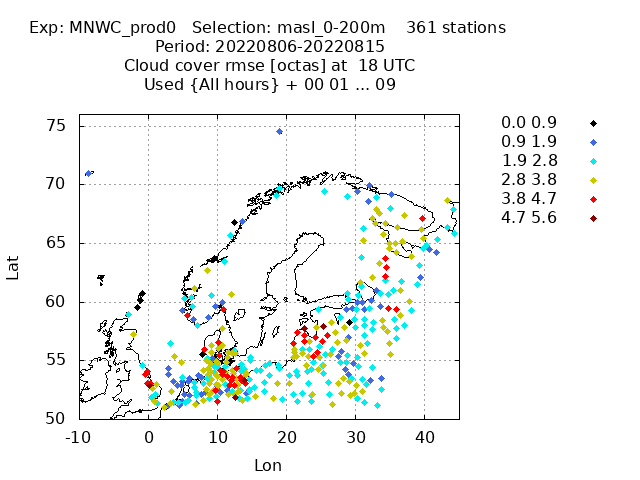 Exp: MNWC_prod0 Selection: masl_0-200m 361 stations
Period: 20220806-20220815
Cloud cover rmse [octas] at 18 UTC
Used {All hours} + 00 01 ... 09
75
70
65
60
55
50
Lat
-10 0 10 20 30 40
Lon
0.0 0.9
0.9 1.9
1.9 2.8
2.8 3.8
3.8 4.7
4.7 5.6